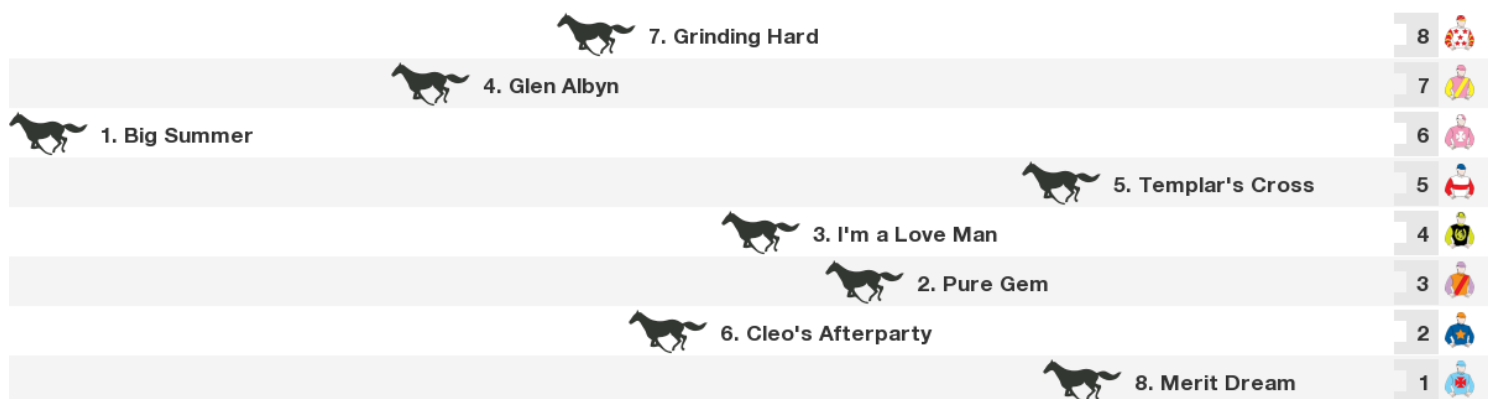 7. Grinding Hard 8
4. Glen Albyn 7
1. Big Summer 6
5. Templar's Cross 5
3. I'm a Love Man 4
2. Pure Gem 3
6. Cleo's Afterparty 2
8. Merit Dream 1